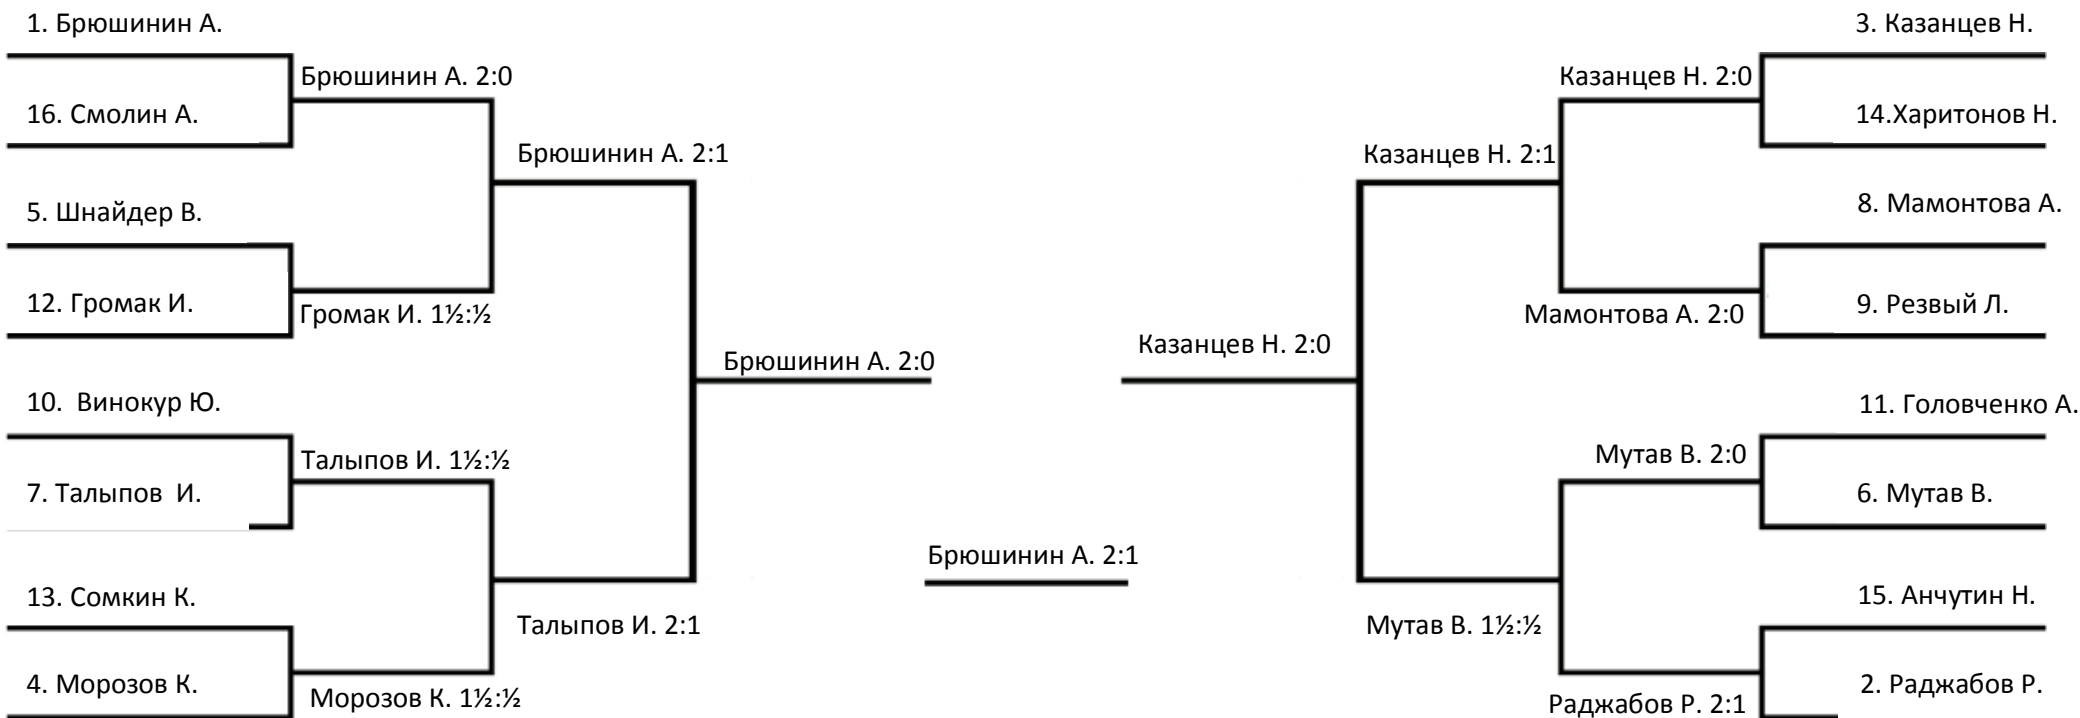 1. Брюшинин А.
Брюшинин А. 2:0
16. Смолин А.
Брюшинин А. 2:1
5. Шнайдер В.
12. Громак И.
Громак И. 1½:½
Брюшинин А. 2:0
10.  Винокур Ю.
Талыпов И. 1½:½
7. Талыпов  И.
13. Сомкин К.
Талыпов И. 2:1
4. Морозов К.
Морозов К. 1½:½
Брюшинин А. 2:1
3. Казанцев Н.
Казанцев Н. 2:0
14.Харитонов Н.
Казанцев Н. 2:1
8. Мамонтова А.
9. Резвый Л.
Мамонтова А. 2:0
Казанцев Н. 2:0
11. Головченко А.
Мутав В. 2:0
6. Мутав В.
15. Анчутин Н.
Мутав В. 1½:½
2. Раджабов Р.
Раджабов Р. 2:1